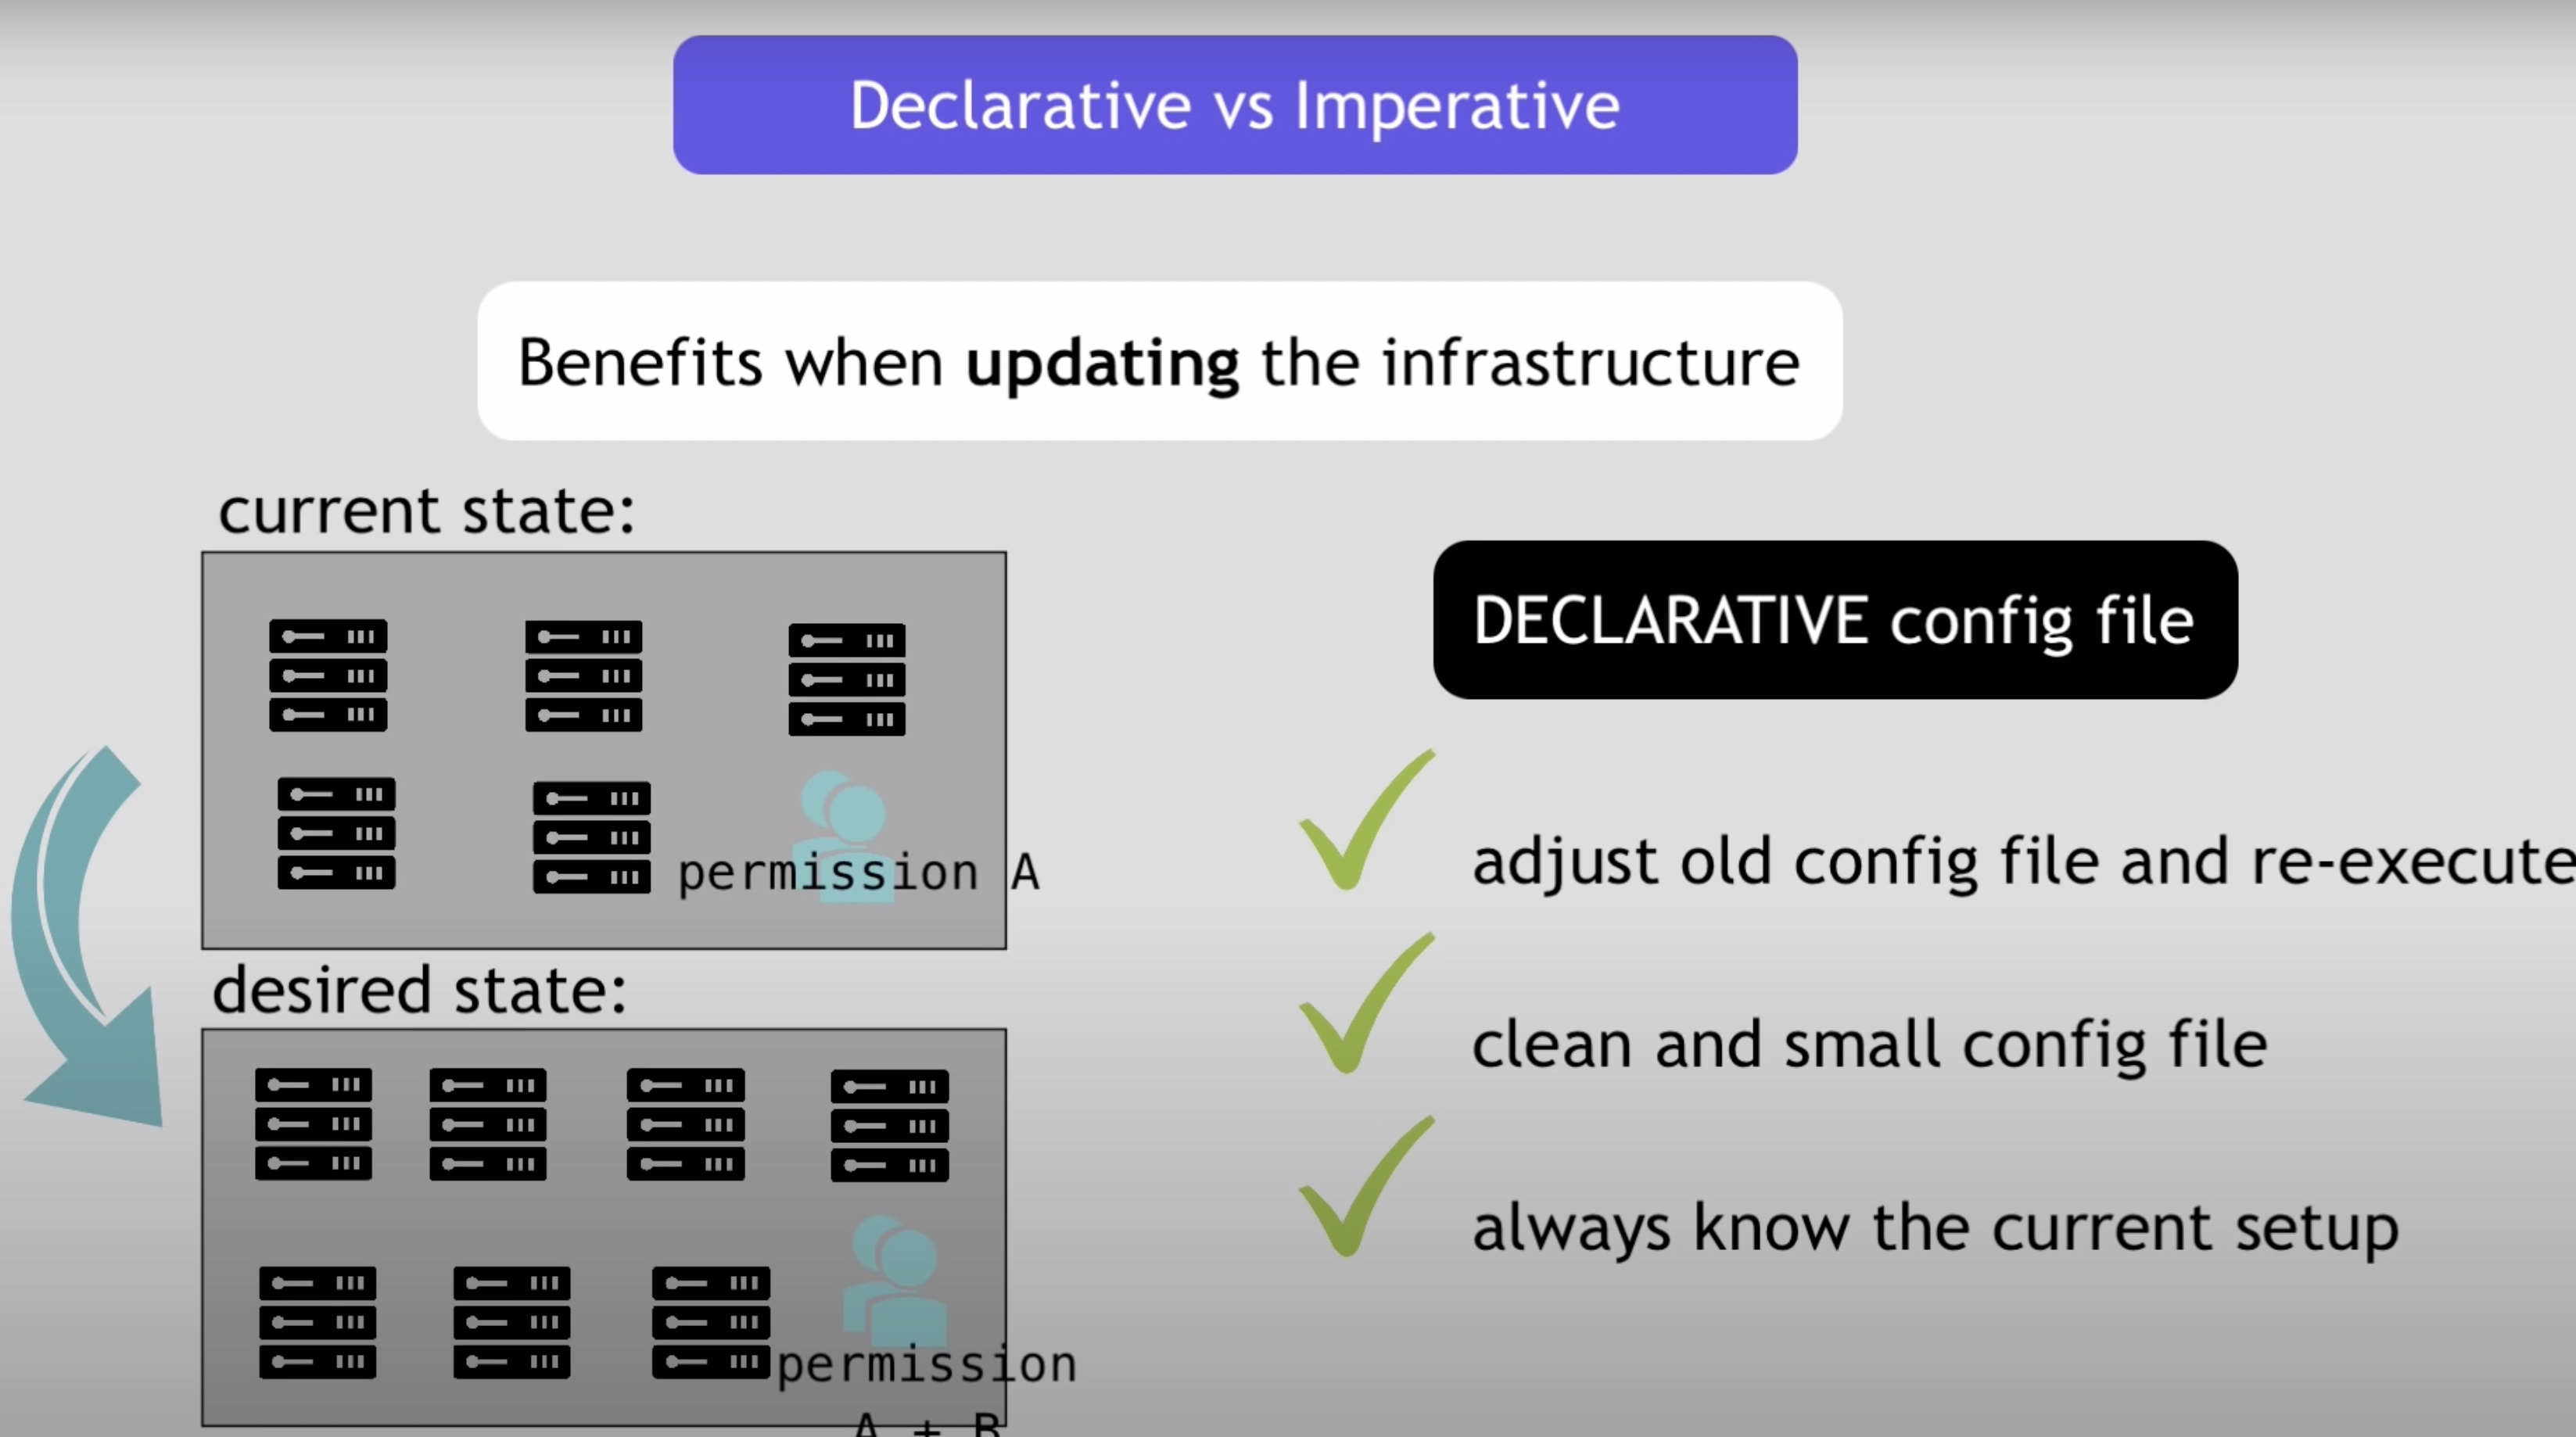 Declarative vs Imperative
Benefits when updating the infrastructure
current state:
permission A
desired state:
permission
A + B
DECLARATIVE config file
adjust old config file and re-execute
clean and small config file
always know the current setup